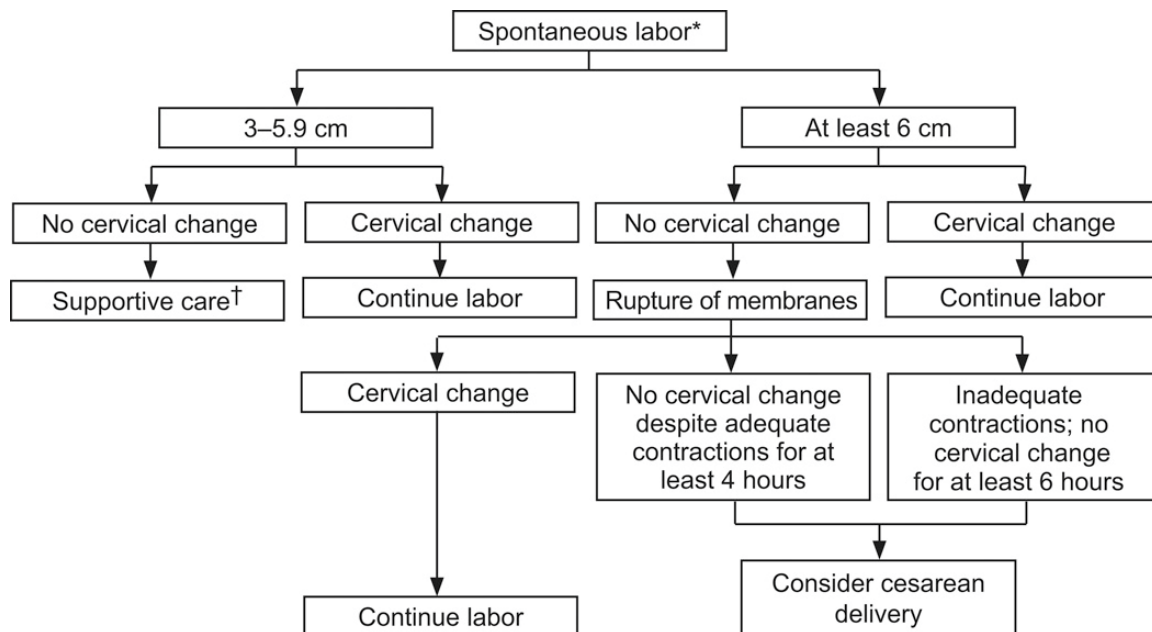 Spontaneous labor*
3–5.9 cm
At least 6 cm
No cervical change
Cervical change
No cervical change
Cervical change
Supportive care†
Continue labor
Rupture of membranes
Continue labor
Cervical change
No cervical change
despite adequate
contractions for at
least 4 hours
Inadequate
contractions; no
cervical change
for at least 6 hours
Consider cesarean
delivery
Continue labor